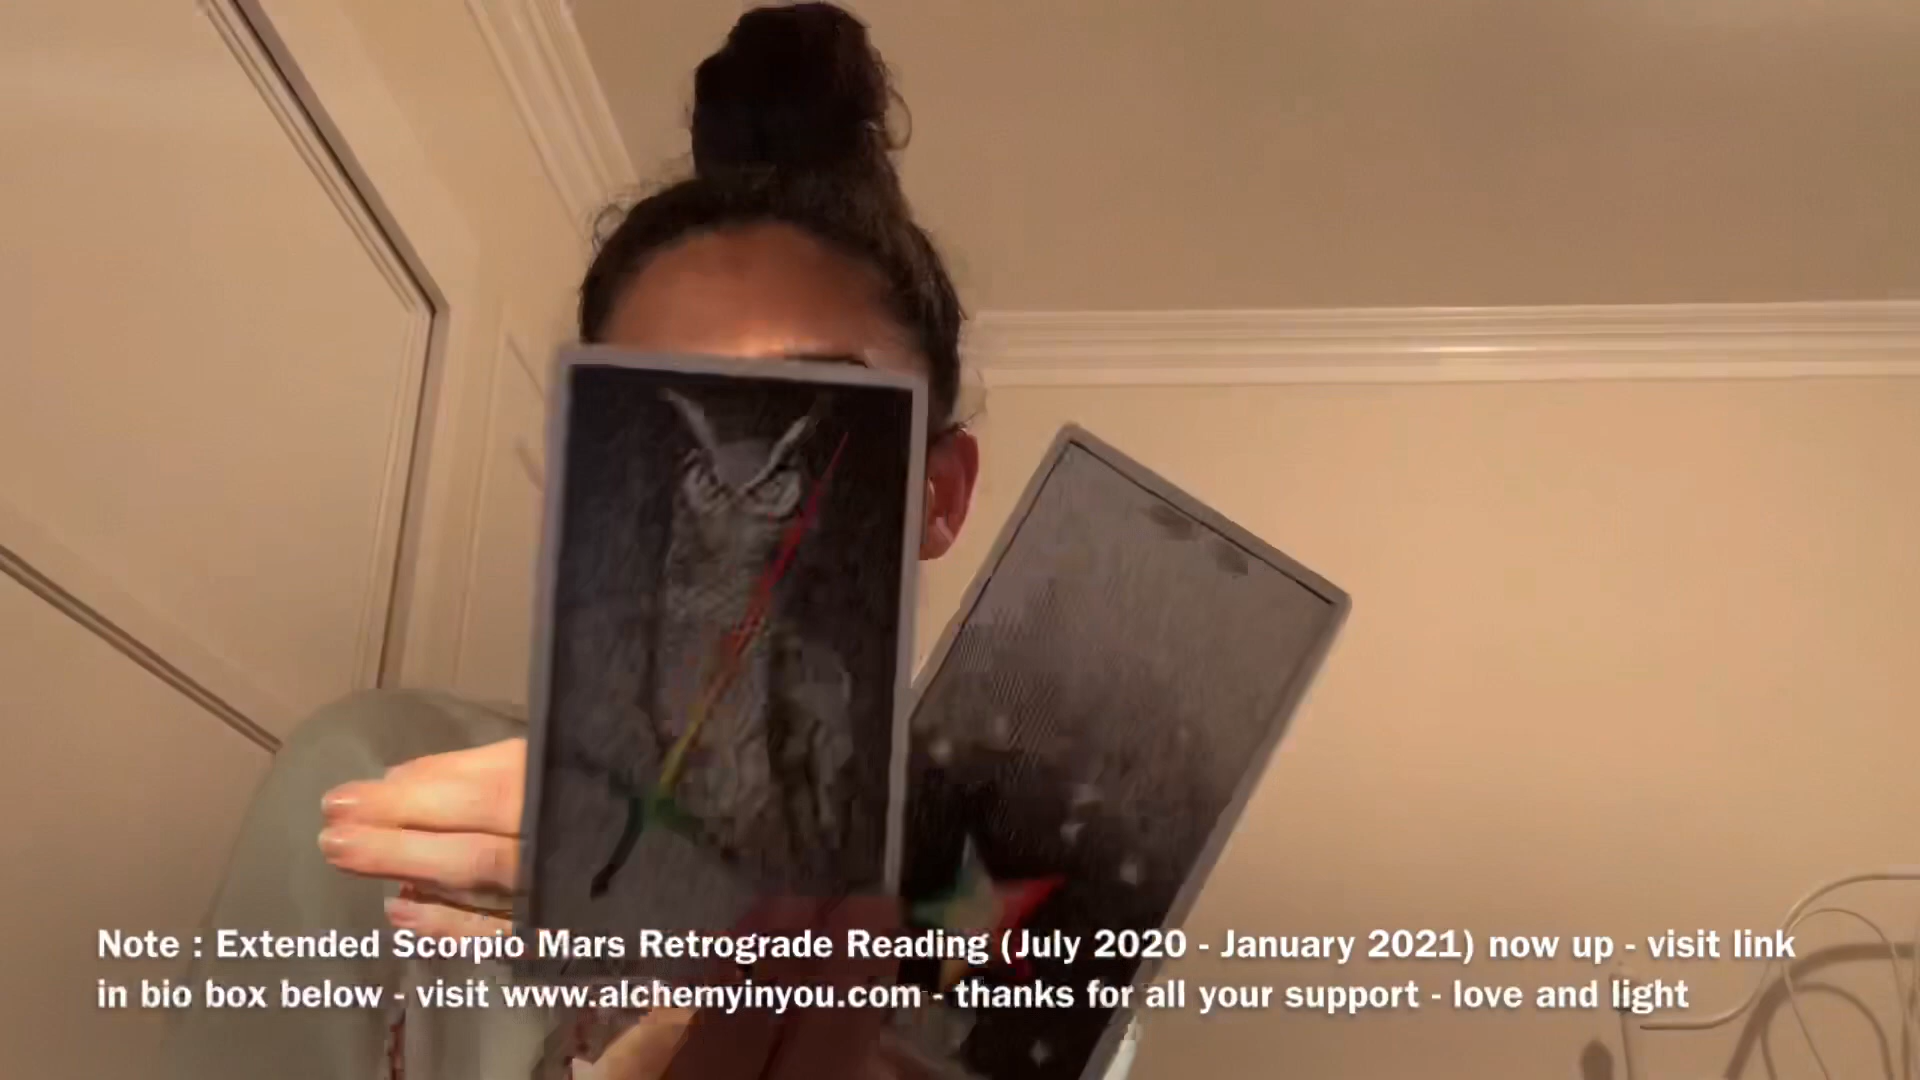 Note : Extended Scorpio Mars Retrograde Reading (July 2020 - January 2021) now up - visit link
in bio box below - visit www.alchemyinyou.com - thanks for all your support - love and light